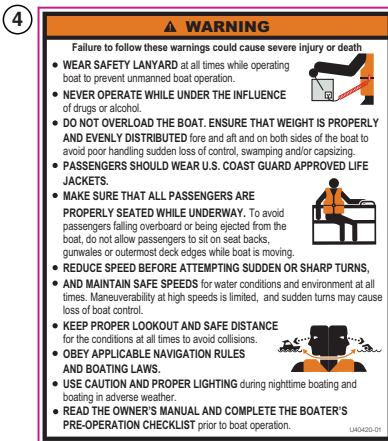 4
WARNING
Failure to follow these warnings could cause severe injury or death
• WEAR SAFETY LANYARD at all times while operating
boat to prevent unmanned boat operation.
• NEVER OPERATE WHILE UNDER THE INFLUENCE
of drugs or alcohol.
• DO NOT OVERLOAD THE BOAT. ENSURE THAT WEIGHT IS PROPERLY
AND EVENLY DISTRIBUTED fore and aft and on both sides of the boat to
avoid poor handling sudden loss of control, swamping and/or capsizing.
• PASSENGERS SHOULD WEAR U.S. COAST GUARD APPROVED LIFE
JACKETS.
• MAKE SURE THAT ALL PASSENGERS ARE
PROPERLY SEATED WHILE UNDERWAY. To avoid
passengers falling overboard or being ejected from the
boat, do not allow passengers to sit on seat backs,
gunwales or outermost deck edges while boat is moving.
• REDUCE SPEED BEFORE ATTEMPTING SUDDEN OR SHARP TURNS,
• AND MAINTAIN SAFE SPEEDS for water conditions and environment at all
times. Maneuverability at high speeds is limited, and sudden turns may cause
loss of boat control.
• KEEP PROPER LOOKOUT AND SAFE DISTANCE
for the conditions at all times to avoid collisions.
• OBEY APPLICABLE NAVIGATION RULES
AND BOATING LAWS.
• USE CAUTION AND PROPER LIGHTING during nighttime boating and
boating in adverse weather.
• READ THE OWNER'S MANUAL AND COMPLETE THE BOATER'S
PRE-OPERATION CHECKLIST prior to boat operation.
U40420-01